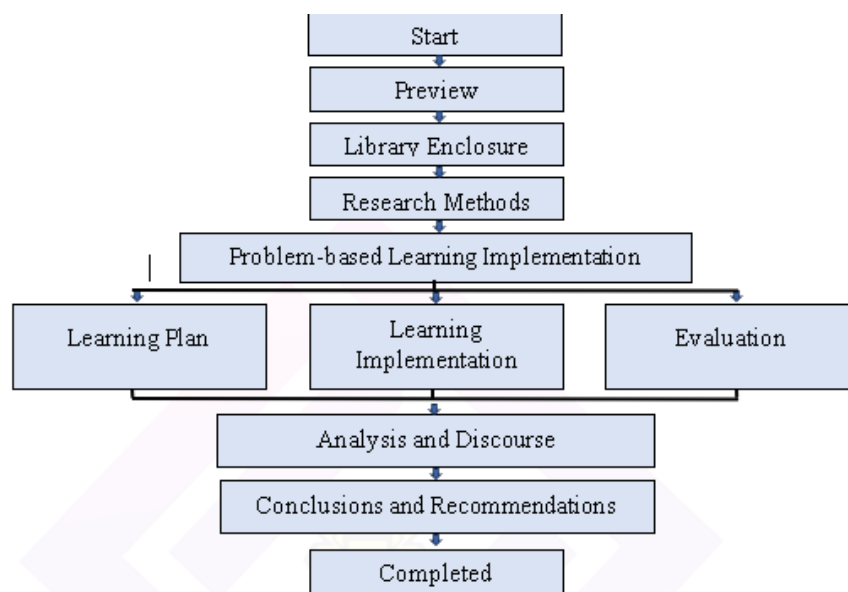 Start
Preview
Library Enclosure
Research Methods
Problem-based Learning Implementation
Learning Plan
Learning
Implementation
Evaluation
Analysis and Discourse
Conclusions and Recommendations
Completed